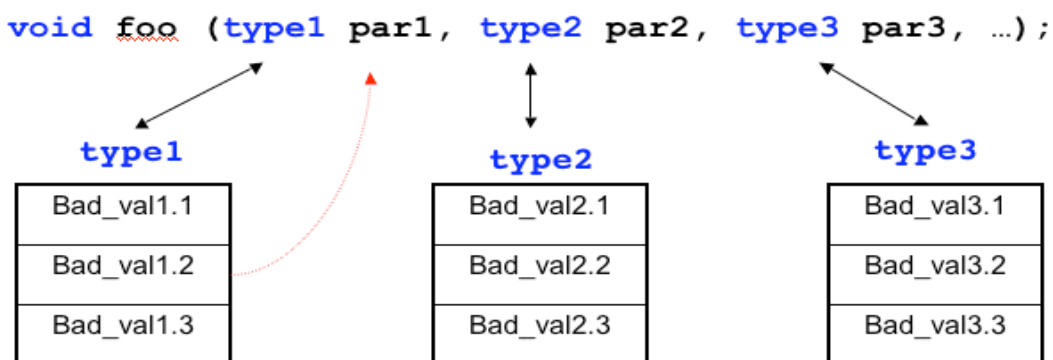 void foo (type1 par1, type2 par2, type3 par3, …);
type1 type2 type3
Bad_val1.1 Bad_val2.1 Bad_val3.1
Bad_val1.2 Bad_val2.2 Bad_val3.2
Bad_val1.3 Bad_val2.3 Bad_val3.3